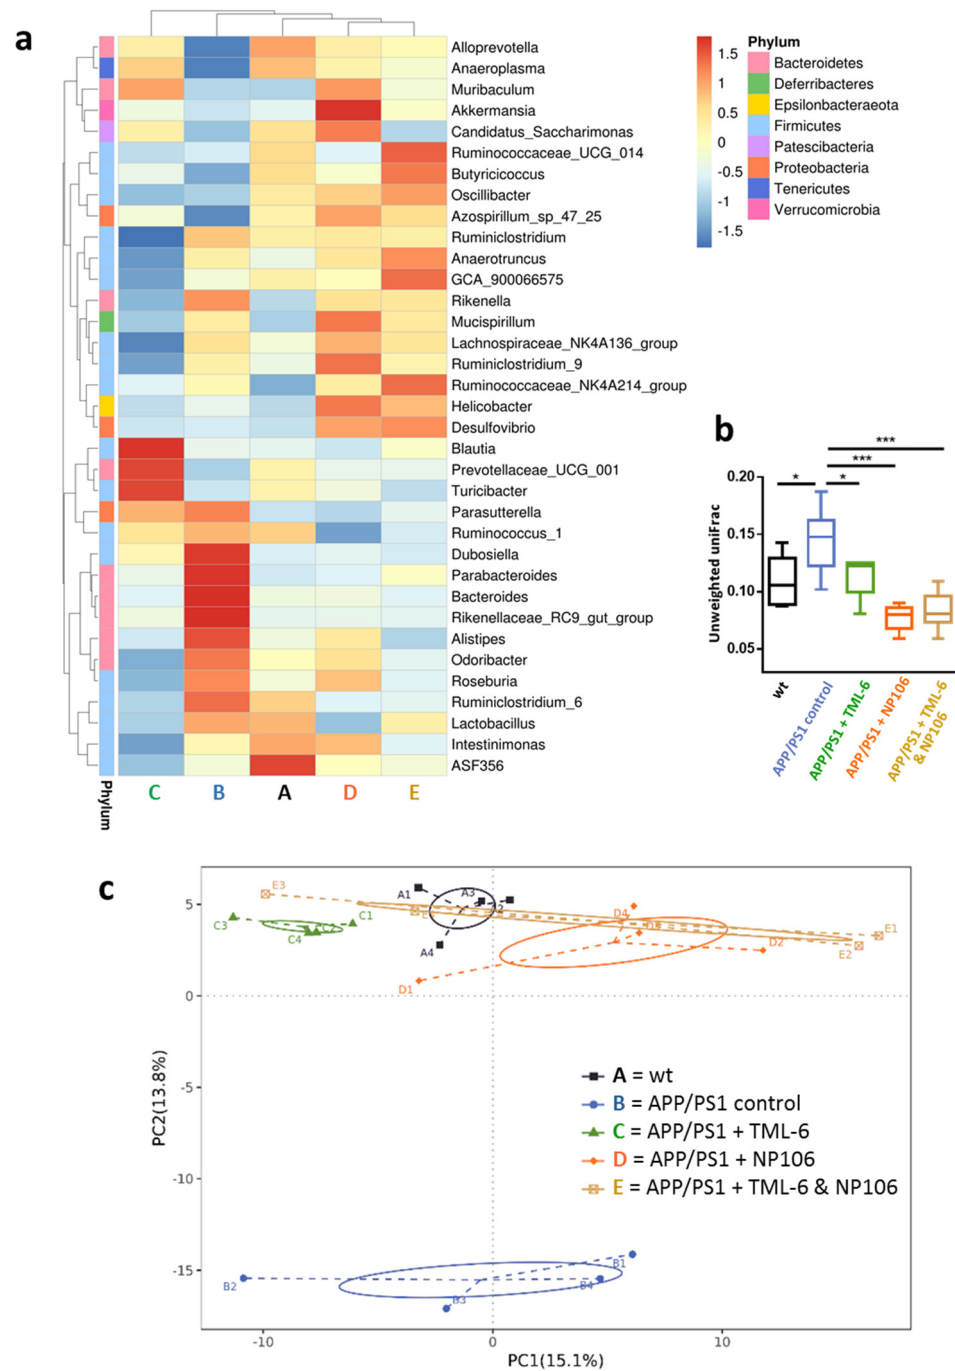 a
Alloprevotella
Anaeroplasma
Muribaculum
Akkermansia
Candidatus_Saccharimonas
Ruminococcaceae_UCG_014
Butyricicoccus
Oscillibacter
Azospirillum_sp_47_25
Ruminiclostridium
Anaerotruncus
GCA_900066575
Rikenella
Mucispirillum
Lachnospiraceae_NK4A136_group
Ruminiclostridium_9
Ruminococcaceae_NK4A214_group
Helicobacter
Desulfovibrio
Blautia
Prevotellaceae_UCG_001
Turicibacter
Parasutterella
Ruminococcus_1
Dubosiella
Parabacteroides
Bacteroides
Rikenellaceae_RC9_gut_group
Alistipes
Odoribacter
Roseburia
Ruminiclostridium_6
Lactobacillus
Intestinimonas
ASF356
Phylum
C B A D E
1.5
1
0.5
0
-0.5
-1
-1.5
Phylum
Bacteroidetes
Deferribacteres
Epsilonbacteraeota
Firmicutes
Patescibacteria
Proteobacteria
Tenericutes
Verrucomicrobia
b
***
***
* *
Unweighted uniFrac
0.20
0.15
0.10
0.05
wt
APP/PS1 control
APP/PS1 + TML-6
APP/PS1 + NP106
APP/PS1 + TML-6
& NP106
c
PC2(13.8%)
5
0
-5
-10
-15
E3
A1
A3
C3
C1
C4
A4
D4
D2
E1
E2
D1
A = wt
B = APP/PS1 control
C = APP/PS1 + TML-6
D = APP/PS1 + NP106
E = APP/PS1 + TML-6 & NP106
B1
B2
B4
B3
-10 0 10
PC1(15.1%)